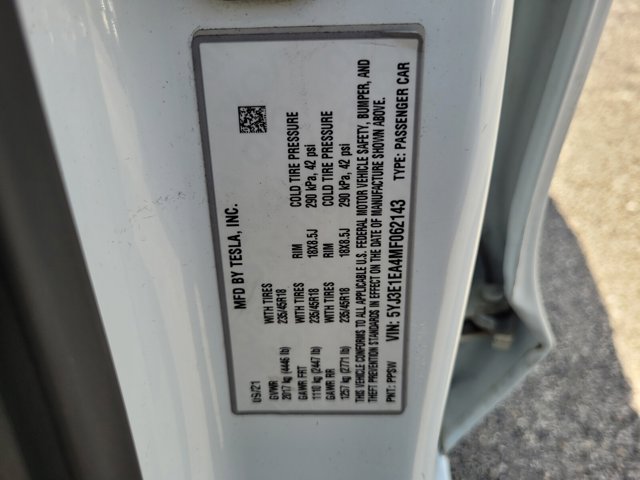 MFD BY TESLA, INC.
09/21
GVWR WITH TIRES RIM COLD TIRE PRESSURE
2017 kg (4446 lb) 235/45R18 18X8.5J 290 kPa, 42 psi
GAWR FRT WITH TIRES RIM COLD TIRE PRESSURE
1110 kg (2447 lb) 235/45R18 18X8.5J 290 kPa, 42 psi
GAWR RR
1257 kg (2771 lb)
THIS VEHICLE CONFORMS TO ALL APPLICABLE U.S. FEDERAL MOTOR VEHICLE SAFETY, BUMPER, AND
THEFT PREVENTION STANDARDS IN EFFECT ON THE DATE OF MANUFACTURE SHOWN ABOVE.
VIN: 5YJ3E1EA4MF062143 TYPE: PASSENGER CAR
PNT: PPSW